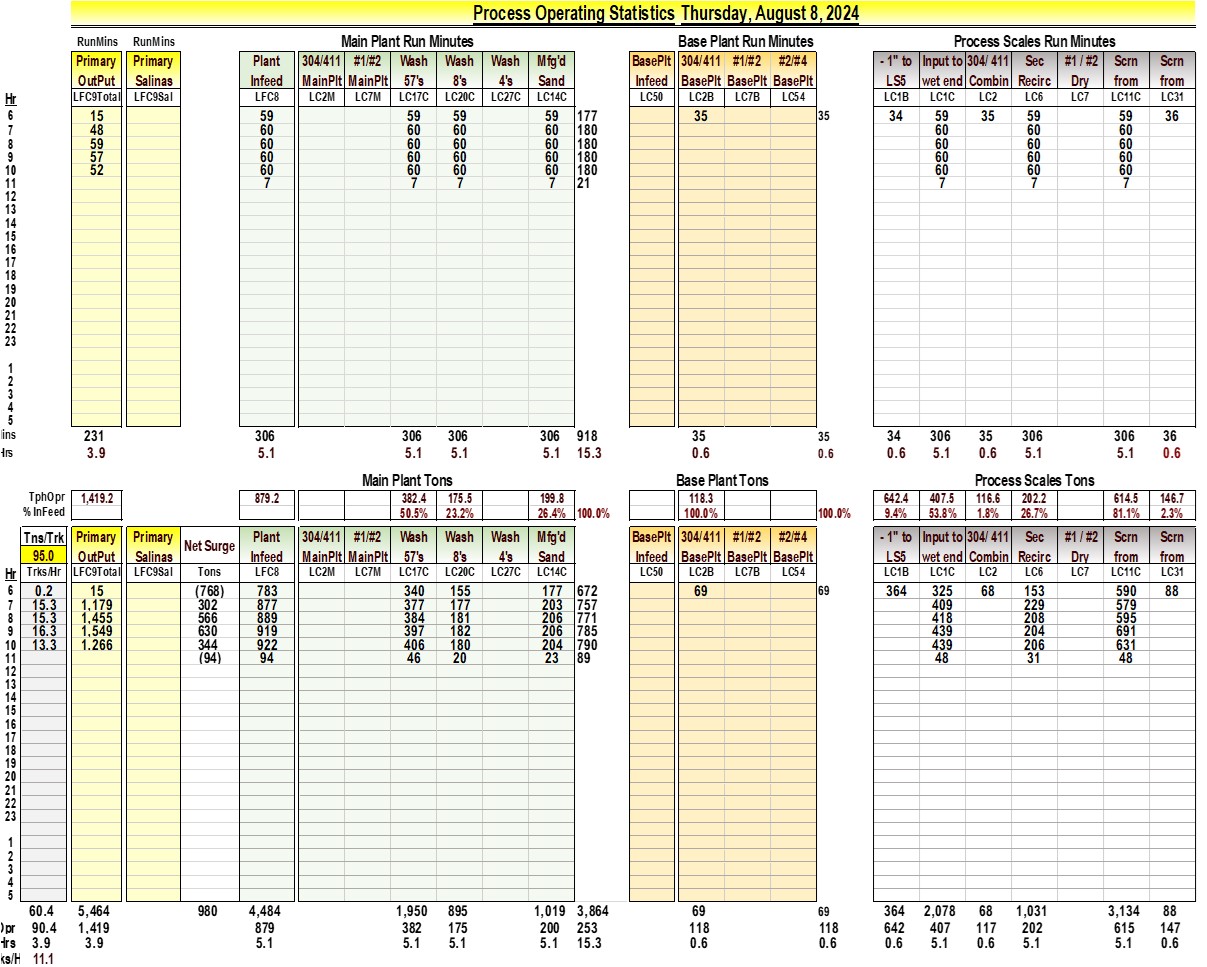 Process Operating Statistics Thursday, August 8, 2024
RunMins RunMins Main Plant Run Minutes Base Plant Run Minutes Process Scales Run Minutes
Primary Primary Plant 304/411 #1/#2 Wash Wash Wash Mfg'd BasePlt 304/411 #1/#2 #2/#4 - 1" to Input to 304/ 411 Sec #1 / #2 Scrn Scrn
OutPut Salinas Infeed MainPlt MainPlt 57's 8's 4's Sand Infeed BasePlt BasePlt BasePlt LS5 wet end Combin Recirc Dry from from
Hr LFC9Total LFC9Sal LFC8 LC2M LC7M LC17C LC20C LC27C LC14C LC50 LC2B LC7B LC54 LC1B LC1C LC2 LC6 LC7 LC11C LC31
6 15 59 59 59 59 177 35 35 34 59 35 59 59 36
7 48 60 60 60 60 180 60 60 60
8 59 60 60 60 60 180 60 60 60
9 57 60 60 60 60 180 60 60 60
10 52 60 60 60 60 180 60 60 60
11 7 7 7 7 21 7 7 7
12
13
14
15
16
17
18
19
20
21
22
23
1
2
3
4
5
231 306 306 306 306 918 35 35 34 306 35 306 306 36
3.9 5.1 5.1 5.1 5.1 15.3 0.6 0.6 0.6 5.1 0.6 5.1 5.1 0.6
Main Plant Tons Base Plant Tons Process Scales Tons
TphOpr 1,419.2 879.2 382.4 175.5 199.8 118.3 642.4 407.5 116.6 202.2 614.5 146.7
% InFeed 50.5% 23.2% 26.4% 100.0% 100.0% 100.0% 9.4% 53.8% 1.8% 26.7% 81.1% 2.3%
Tns/Trk Primary Primary Net Surge Plant 304/411 #1/#2 Wash Wash Wash Mfg'd BasePlt 304/411 #1/#2 #2/#4 - 1" to Input to 304/ 411 Sec #1 / #2 Scrn Scrn
95.0 OutPut Salinas Infeed MainPlt MainPlt 57's 8's 4's Sand Infeed BasePlt BasePlt BasePlt LS5 wet end Combin Recirc Dry from from
Hr Trks/Hr LFC9Total LFC9Sal Tons LFC8 LC2M LC7M LC17C LC20C LC27C LC14C LC50 LC2B LC7B LC54 LC1B LC1C LC2 LC6 LC7 LC11C LC31
6 0.2 15 (768) 783 340 155 177 672 69 69 364 325 68 153 590 88
7 15.3 1,179 302 877 377 177 203 757 409 229 579
8 15.3 1,455 566 889 384 181 206 771 418 208 595
9 16.3 1,549 630 919 397 182 206 785 439 204 691
10 13.3 1,266 344 922 406 180 204 790 439 206 631
11 (94) 94 46 20 23 89 48 31 48
12
13
14
15
16
17
18
19
20
21
22
23
1
2
3
4
5
60.4 5,464 980 4,484 1,950 895 1,019 3,864 69 69 364 2,078 68 1,031 3,134 88
90.4 1,419 879 382 175 200 253 118 118 642 407 117 202 615 147
3.9 3.9 5.1 5.1 5.1 5.1 15.3 0.6 0.6 0.6 5.1 0.6 5.1 5.1 0.6
11.1